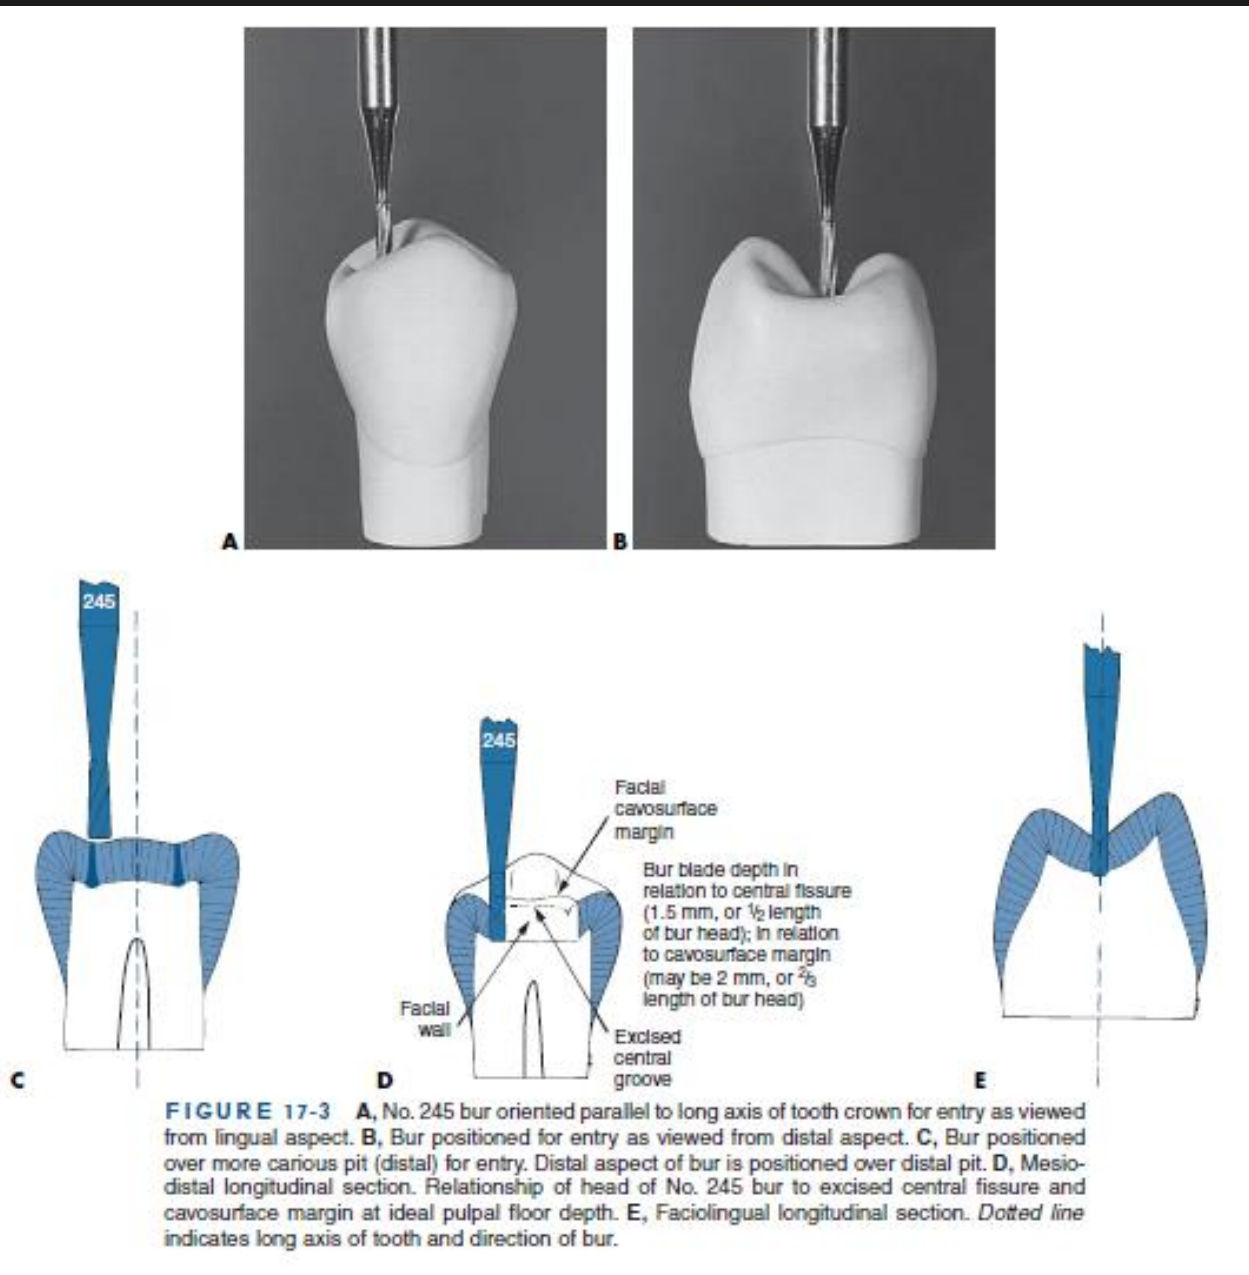 A
B
245
C
245
Facial
cavosurface
margin
Bur blade depth in
relation to central fissure
(1.5 mm, or ½ length
of bur head); in relation
to cavosurface margin
(may be 2 mm, or ⅔
length of bur head)
Facial
wall
Excised
central
groove
D
E
FIGURE 17-3 A, No. 245 bur oriented parallel to long axis of tooth crown for entry as viewed
from lingual aspect. B, Bur positioned for entry as viewed from distal aspect. C, Bur positioned
over more carious pit (distal) for entry. Distal aspect of bur is positioned over distal pit. D, Mesio-
distal longitudinal section. Relationship of head of No. 245 bur to excised central fissure and
cavosurface margin at ideal pulpal floor depth. E, Faciolingual longitudinal section. Dotted line
indicates long axis of tooth and direction of bur.